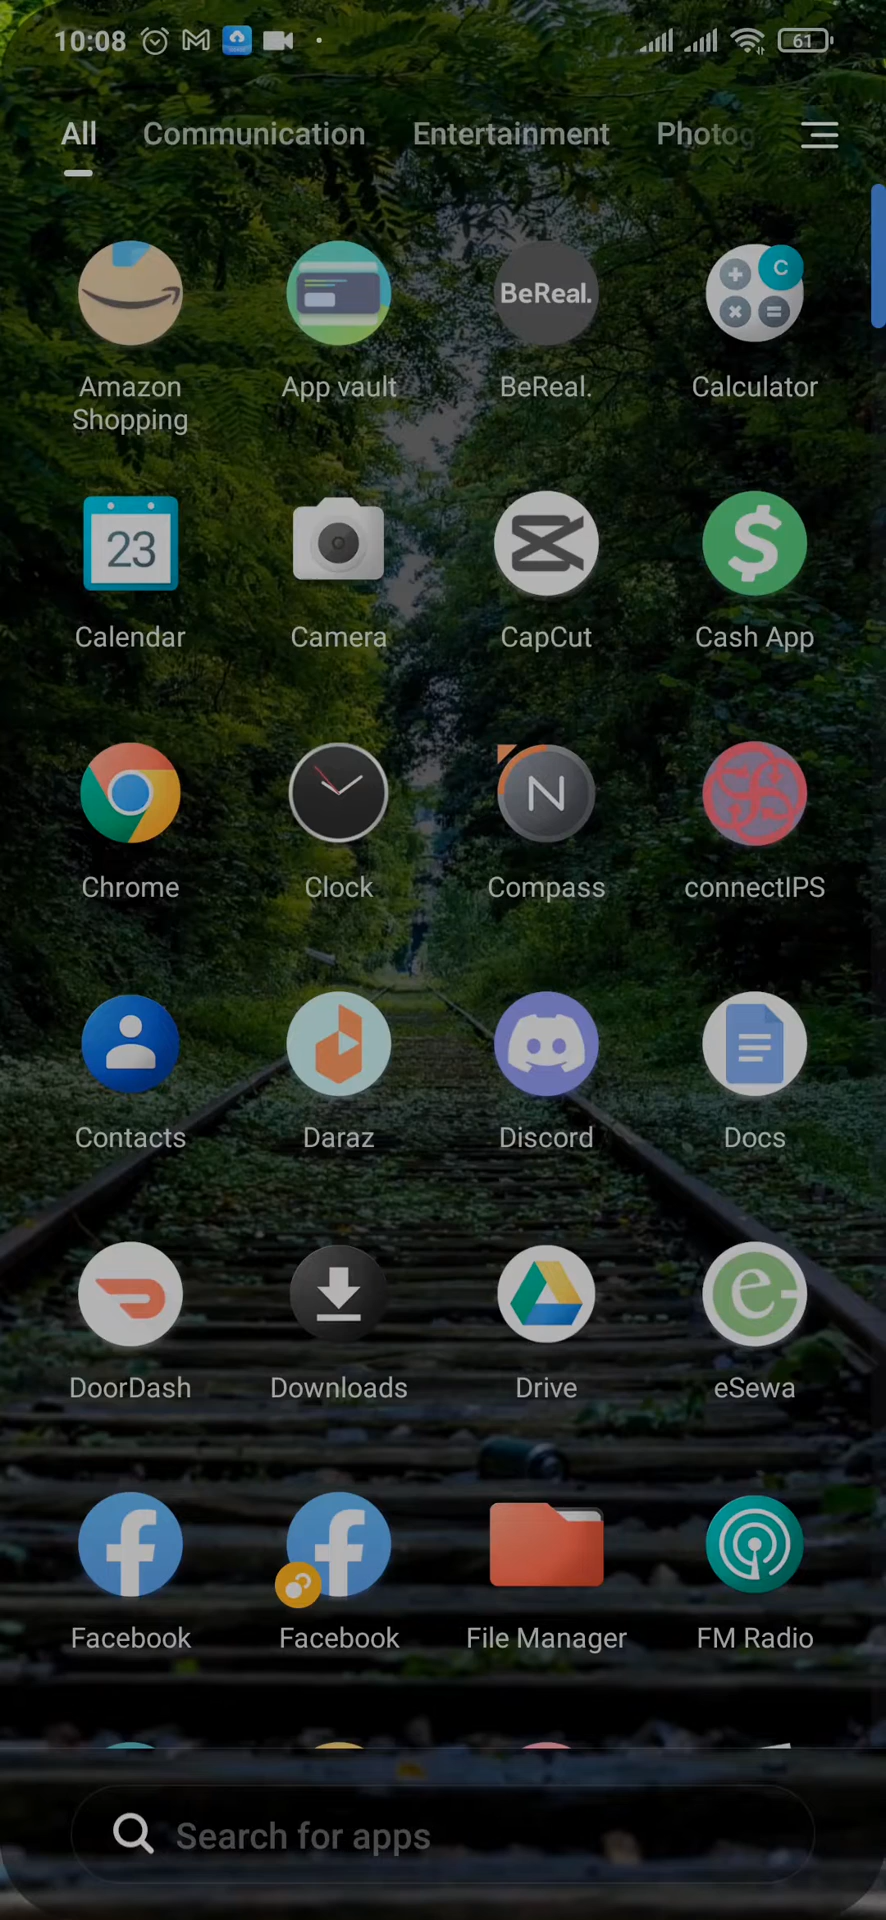 10:08 61
All Communication Entertainment Photog
BeReal. C
Amazon
Shopping App vault BeReal. Calculator
23
Calendar Camera CapCut Cash App
N
Chrome Clock Compass connectIPS
Contacts Daraz Discord Docs
DoorDash Downloads Drive eSewa
Facebook Facebook File Manager FM Radio
Search for apps